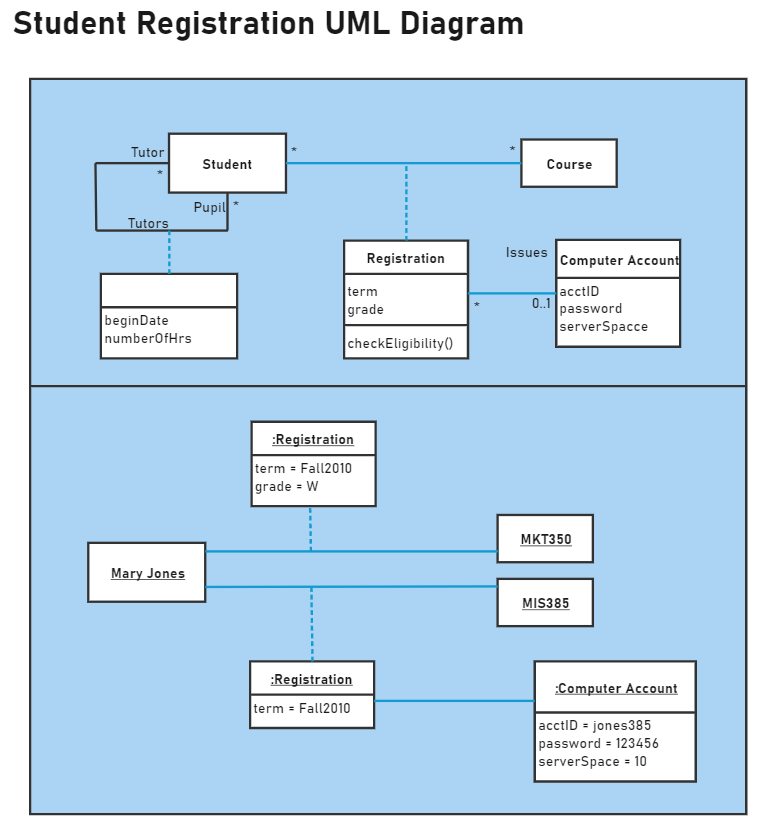 Student Registration UML Diagram
Tutor
*
Student
*
*
Course
Pupil
*
Tutors
beginDate
numberOfHrs
Registration
term
grade
checkEligibility()
Issues
*
0..1
Computer Account
acctID
password
serverSpacce
:Registration
term = Fall2010
grade = W
Mary Jones
MKT350
MIS385
:Registration
term = Fall2010
:Computer Account
acctID = jones385
password = 123456
serverSpace = 10